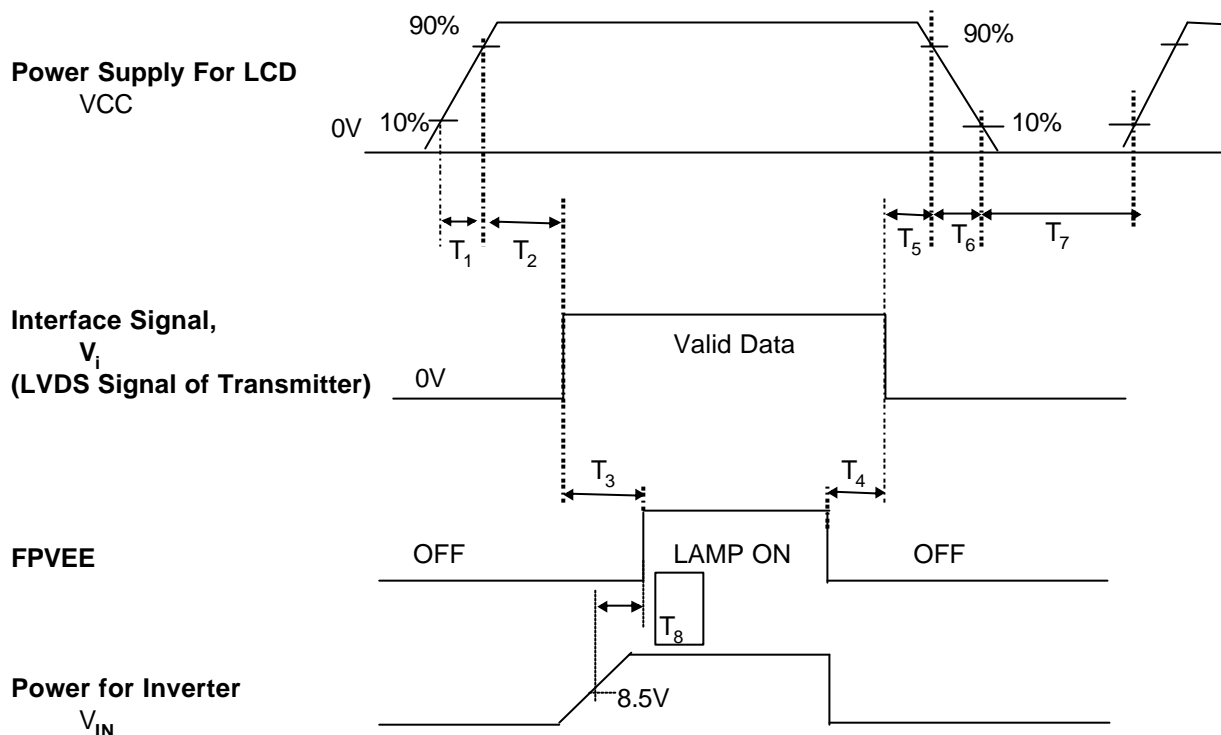 90%
90%
Power Supply For LCD
VCC
0V
10%
10%
T1
T2
T5
T6
T7
Interface Signal,
Vi
(LVDS Signal of Transmitter)
0V
Valid Data
T3
T4
FPVEE
OFF
LAMP ON
OFF
T8
Power for Inverter
VIN
8.5V